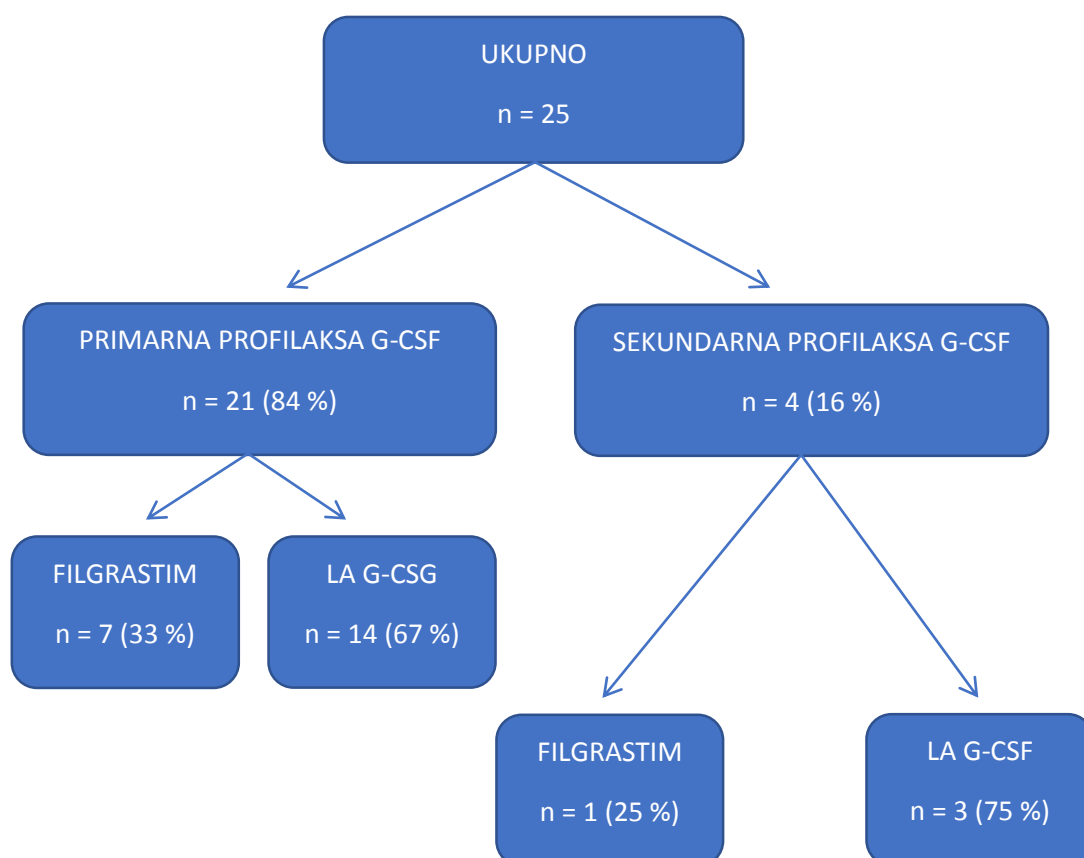 UKUPNO
n = 25
PRIMARNA PROFILAKSA G-CSF
n = 21 (84 %)
SEKUNDARNA PROFILAKSA G-CSF
n = 4 (16 %)
FILGRASTIM
n = 7 (33 %)
LA G-CSG
n = 14 (67 %)
FILGRASTIM
n = 1 (25 %)
LA G-CSF
n = 3 (75 %)